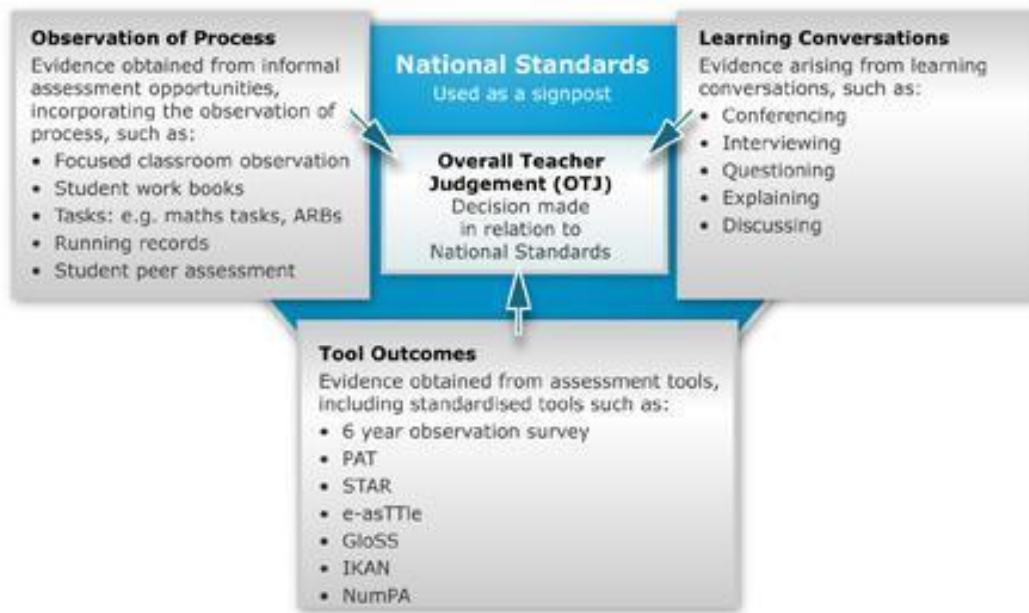 Observation of Process
Evidence obtained from informal
assessment opportunities,
incorporating the observation of
process, such as:
• Focused classroom observation
• Student work books
• Tasks: e.g. maths tasks, ARBs
• Running records
• Student peer assessment
National Standards
Used as a signpost
Overall Teacher
Judgement (OTJ)
Decision made
in relation to
National Standards
Learning Conversations
Evidence arising from learning
conversations, such as:
• Conferencing
• Interviewing
• Questioning
• Explaining
• Discussing
Tool Outcomes
Evidence obtained from assessment tools,
including standardised tools such as:
• 6 year observation survey
• PAT
• STAR
• e-asTTle
• GloSS
• IKAN
• NumPA